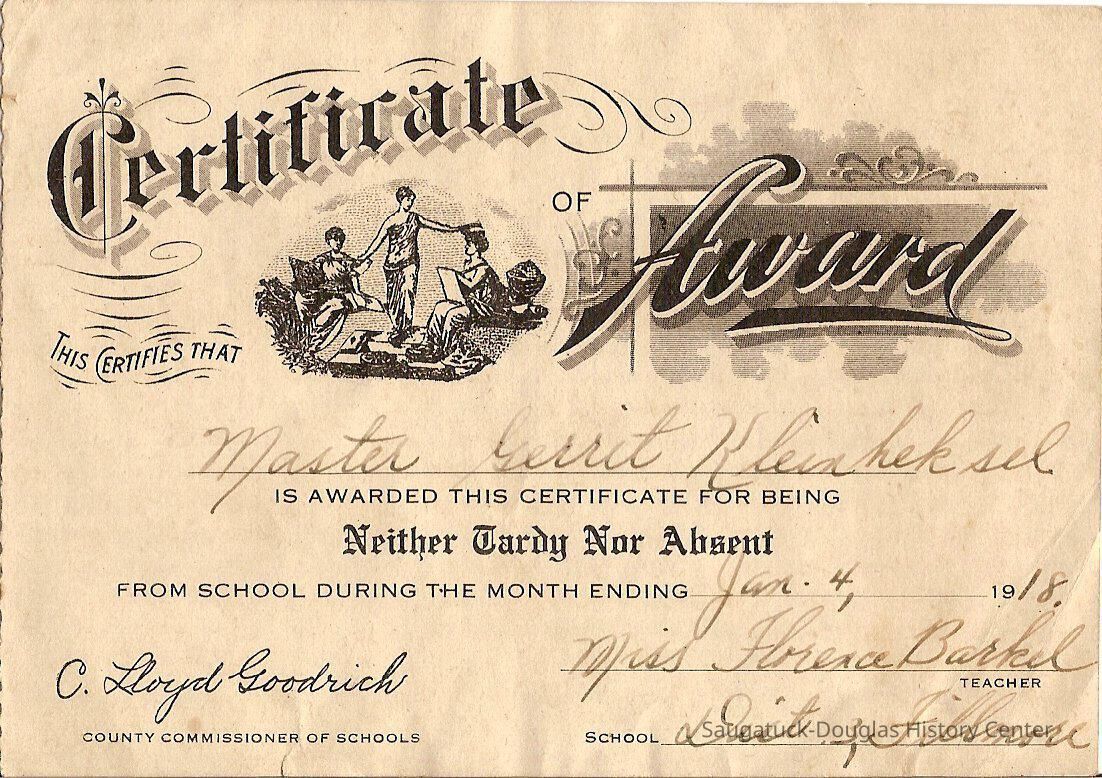 Certificate
OF Award
THIS CERTIFIES THAT
Master Gerrit Kleinheksel
IS AWARDED THIS CERTIFICATE FOR BEING
Neither Tardy Nor Absent
FROM SCHOOL DURING THE MONTH ENDING Jan. 4, 1918.
Miss Florence Barkel
TEACHER
C. Lloyd Goodrich
COUNTY COMMISSIONER OF SCHOOLS
SCHOOL Dist. Fillmore
Saugatuck-Douglas History Center